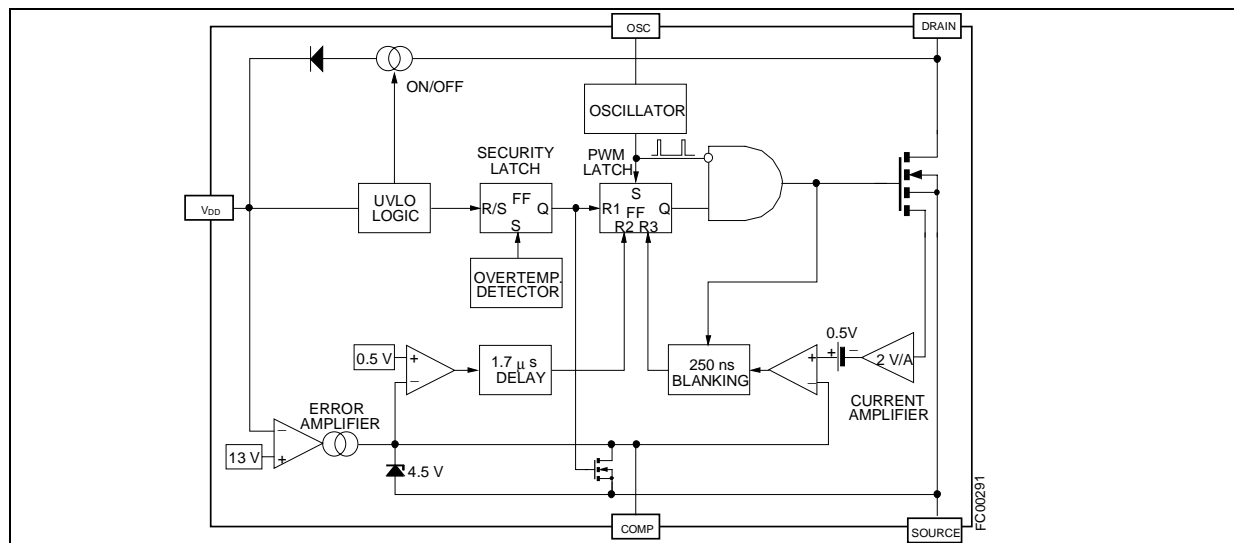 OSC
DRAIN
ON/OFF
OSCILLATOR
SECURITY
LATCH
PWM
LATCH
VDD
UVLO
LOGIC
R/S
FF
Q
S
S
R1
FF
Q
R2 R3
OVERTEMP.
DETECTOR
0.5 V
+
−
1.7 μ s
DELAY
250 ns
BLANKING
+
−
0.5V
+
−
2 V/A
CURRENT
AMPLIFIER
ERROR
AMPLIFIER
−
+
13 V
4.5 V
COMP
SOURCE
FC00291